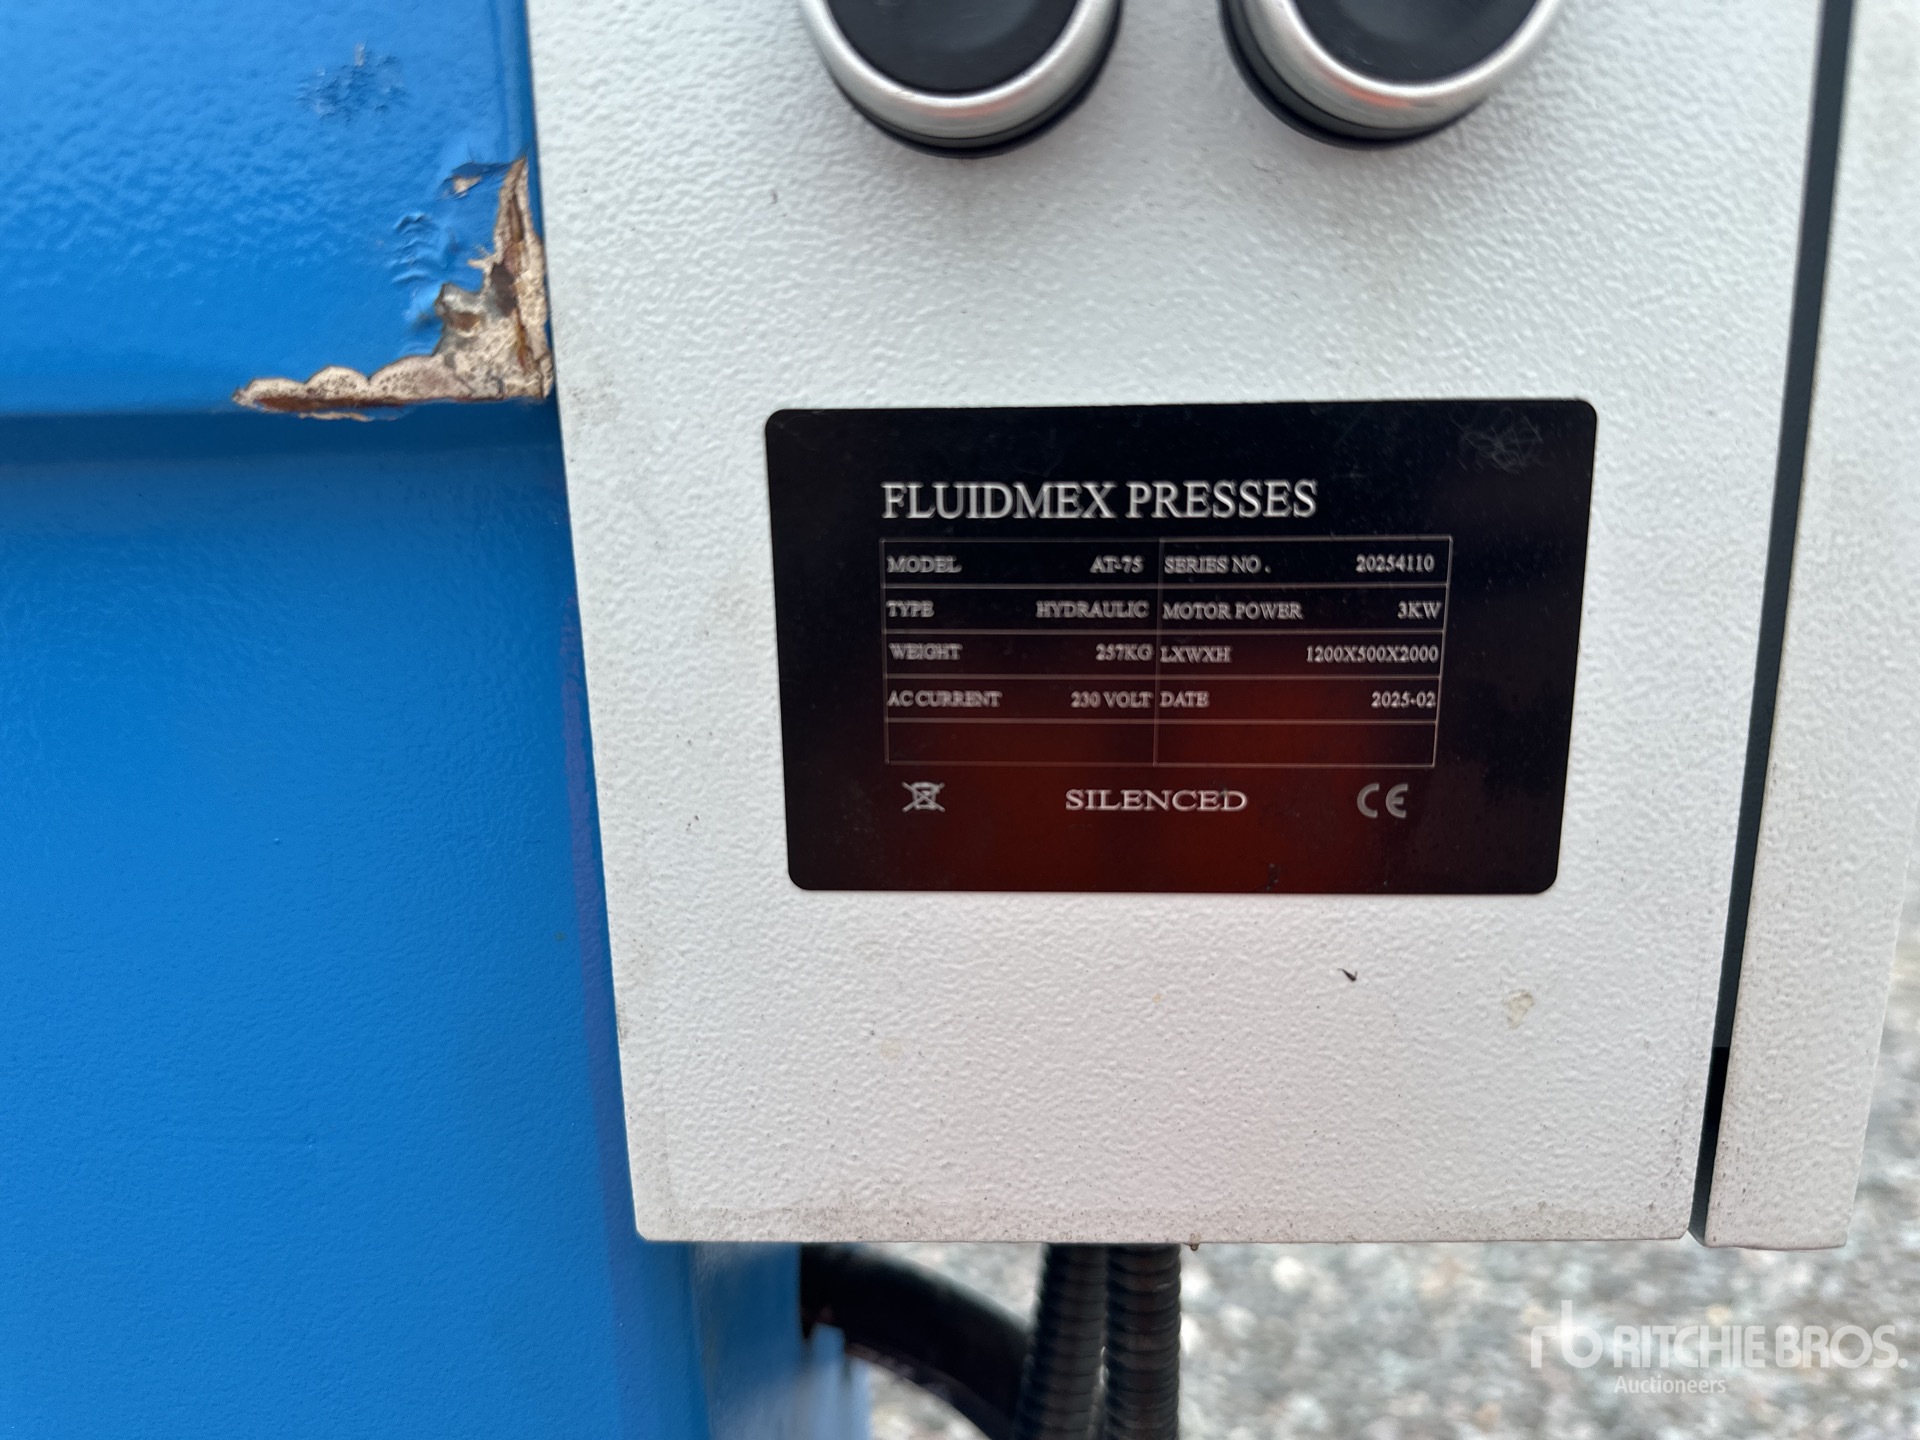 FLUIDMEX PRESSES
MODEL AT-75 SERIES NO. 20254110
TYPE HYDRAULIC MOTOR POWER 3KW
WEIGHT 257KG LXWXH 1200X500X2000
AC CURRENT 230 VOLT DATE 2025-02
SILENCED CE
rb RITCHIE BROS.
Auctioneers